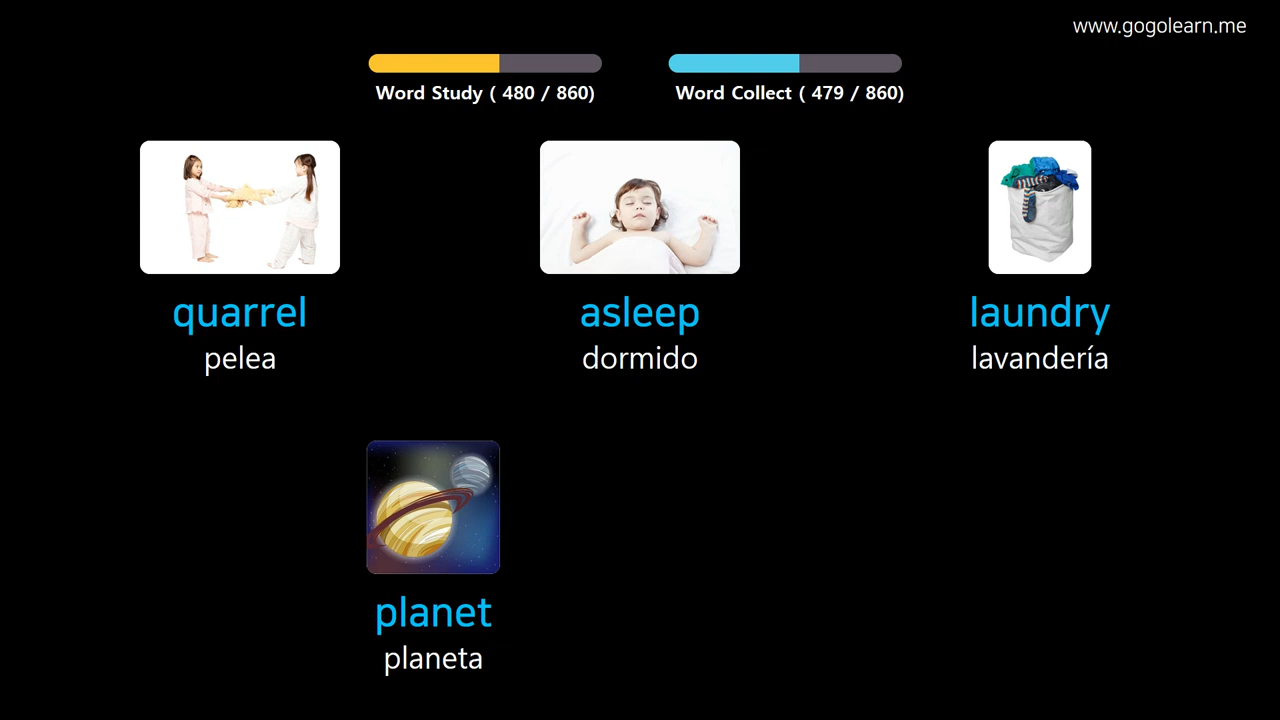 www.gogolearn.me
Word Study ( 480 / 860)
Word Collect ( 479 / 860)
quarrel
pelea
asleep
dormido
laundry
lavandería
planet
planeta